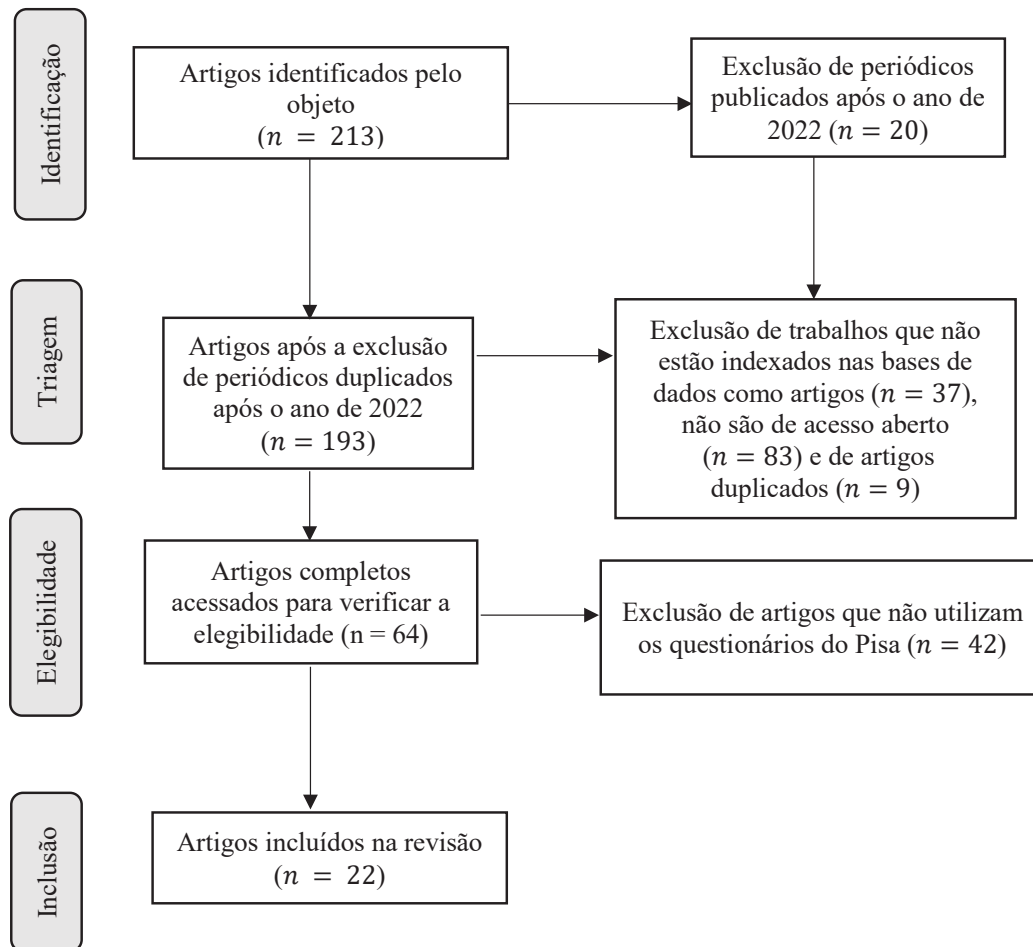 Identificação
Artigos identificados pelo
objeto
(n = 213)
Exclusão de periódicos
publicados após o ano de
2022 (n = 20)
Triagem
Artigos após a exclusão
de periódicos duplicados
após o ano de 2022
(n = 193)
Exclusão de trabalhos que não
estão indexados nas bases de
dados como artigos (n = 37),
não são de acesso aberto
(n = 83) e de artigos
duplicados (n = 9)
Elegibilidade
Artigos completos
acessados para verificar a
elegibilidade (n = 64)
Exclusão de artigos que não utilizam
os questionários do Pisa (n = 42)
Inclusão
Artigos incluídos na revisão
(n = 22)